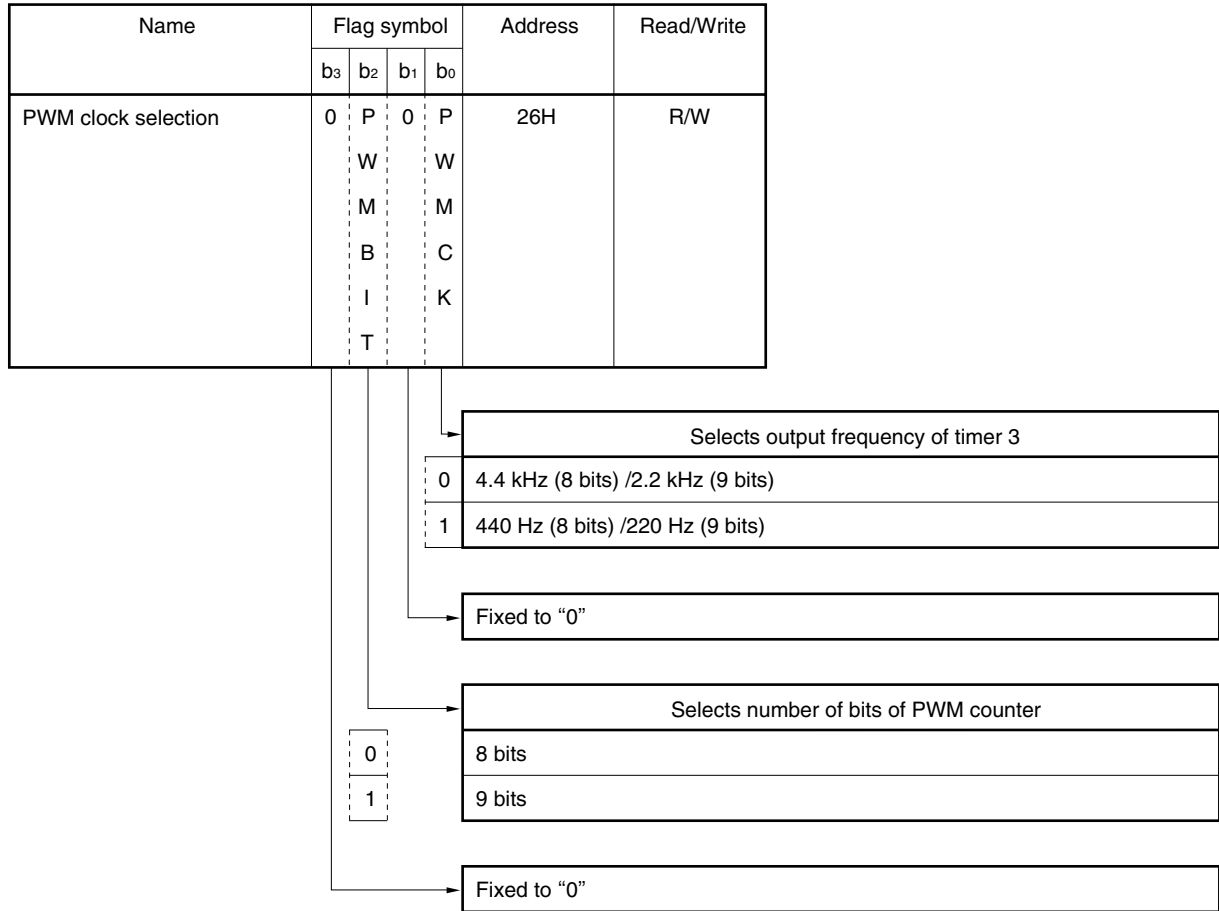 Name Flag symbol Address Read/Write
b3 b2 b1 b0
PWM clock selection 0 P 0 P 26H R/W
W W
M M
B C
I K
T
Selects output frequency of timer 3
0 4.4 kHz (8 bits) /2.2 kHz (9 bits)
1 440 Hz (8 bits) /220 Hz (9 bits)
Fixed to “0”
Selects number of bits of PWM counter
0 8 bits
1 9 bits
Fixed to “0”